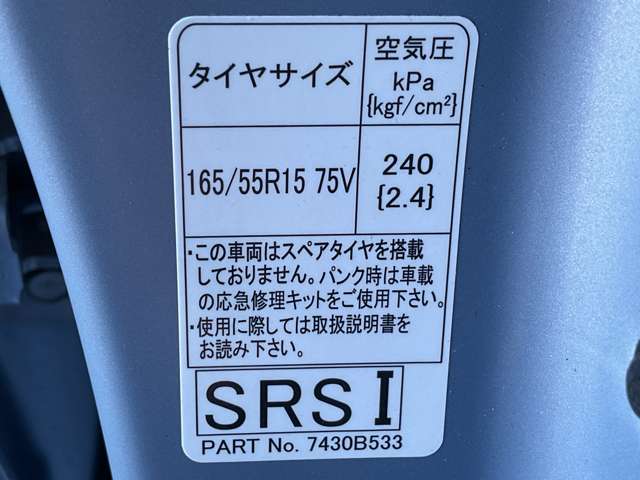 タイヤサイズ
空気圧
kPa
{kgf/cm²}
165/55R15 75V
240
{2.4}
・この車両はスペアタイヤを搭載
しておりません。パンク時は車載
の応急修理キットをご使用下さい。
・使用に際しては取扱説明書を
お読み下さい。
SRS I
PART No. 7430B533